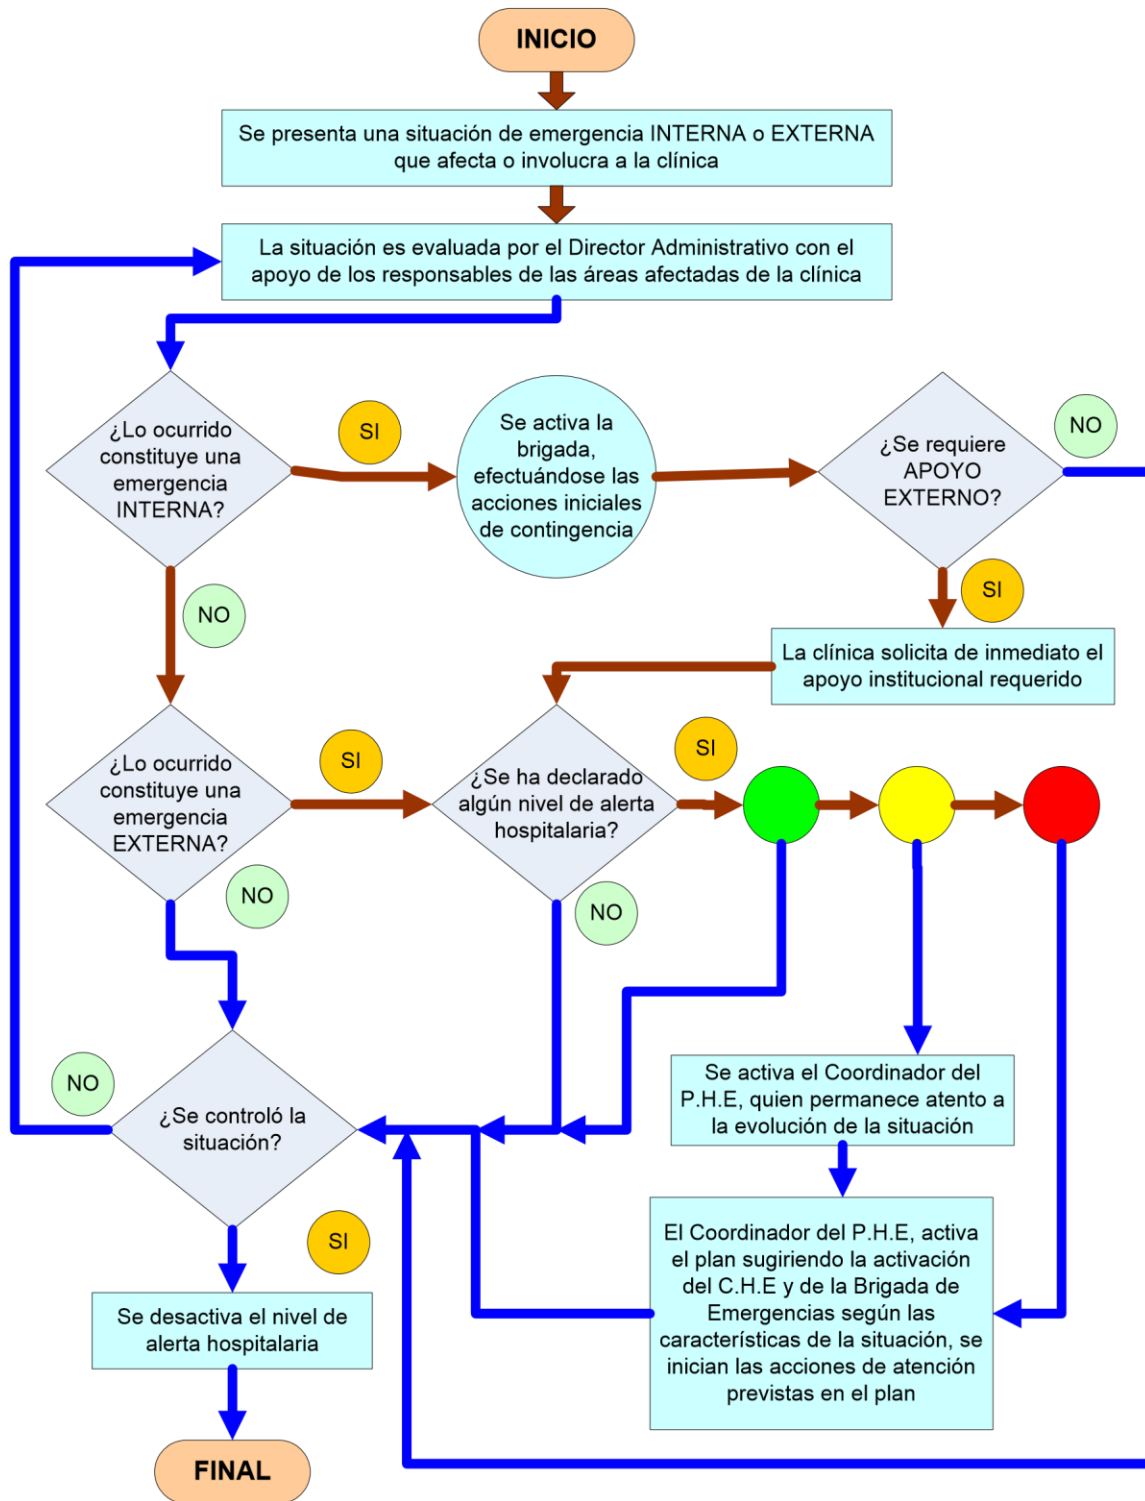 INICIO
Se presenta una situación de emergencia INTERNA o EXTERNA
que afecta o involucra a la clínica
La situación es evaluada por el Director Administrativo con el
apoyo de los responsables de las áreas afectadas de la clínica
¿Lo ocurrido
constituye una
emergencia
INTERNA?
SI
Se activa la
brigada,
efectuándose las
acciones iniciales
de contingencia
¿Se requiere
APOYO
EXTERNO?
NO
NO
SI
La clínica solicita de inmediato el
apoyo institucional requerido
¿Lo ocurrido
constituye una
emergencia
EXTERNA?
SI
¿Se ha declarado
algún nivel de alerta
hospitalaria?
SI
NO
NO
¿Se controló la
situación?
NO
SI
Se activa el Coordinador del
P.H.E, quien permanece atento a
la evolución de la situación
El Coordinador del P.H.E, activa
el plan sugiriendo la activación
del C.H.E y de la Brigada de
Emergencias según las
características de la situación, se
inician las acciones de atención
previstas en el plan
Se desactiva el nivel de
alerta hospitalaria
FINAL